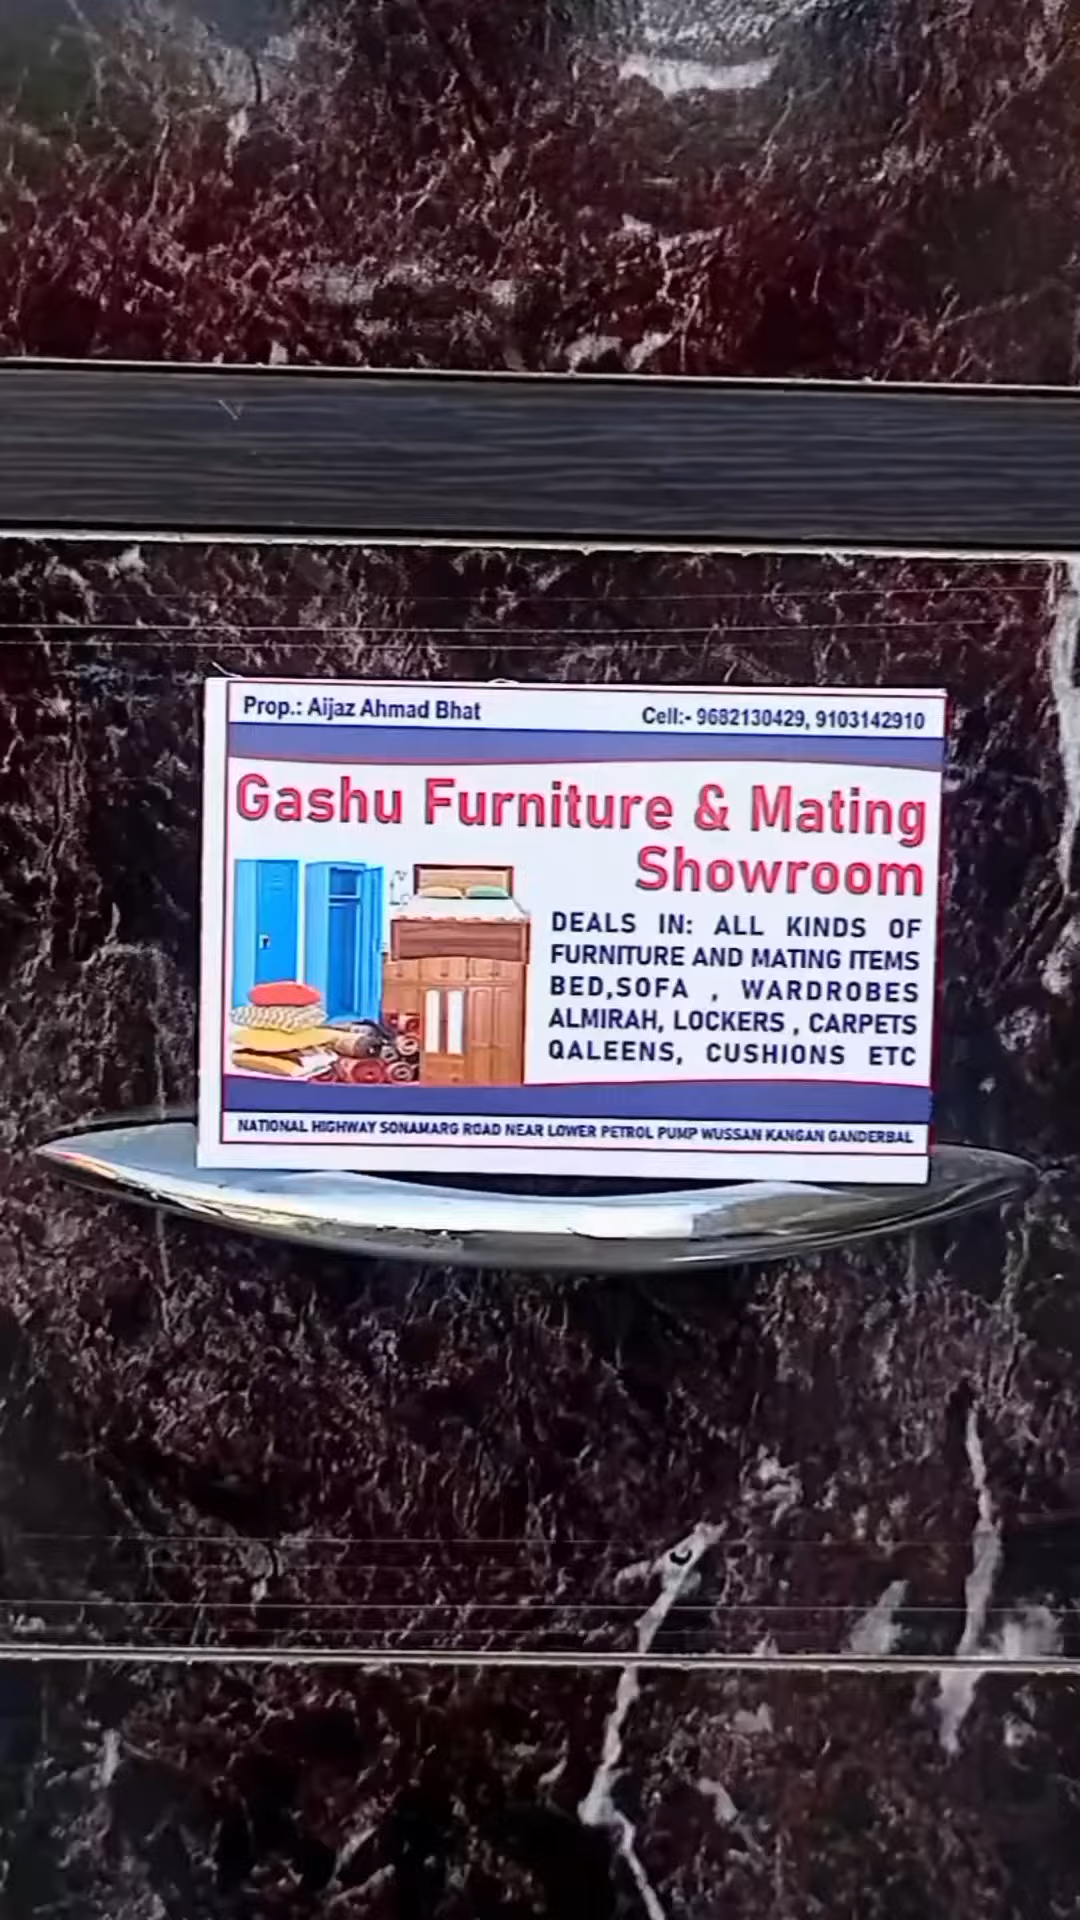 Prop.: Aijaz Ahmad Bhat
Cell:- 9682130429, 9103142910
Gashu Furniture & Mating
Showroom
DEALS IN: ALL KINDS OF
FURNITURE AND MATING ITEMS
BED,SOFA , WARDROBES
ALMIRAH, LOCKERS , CARPETS
QALEENS, CUSHIONS ETC
NATIONAL HIGHWAY SONAMARG ROAD NEAR LOWER PETROL PUMP WUSSAN KANGAN GANDERBAL